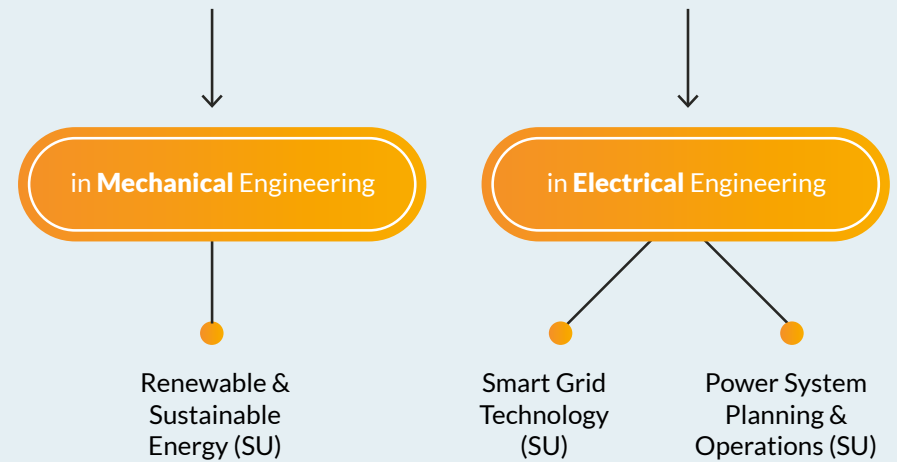 in Mechanical Engineering
in Electrical Engineering
Renewable &
Sustainable
Energy (SU)
Smart Grid
Technology
(SU)
Power System
Planning &
Operations (SU)